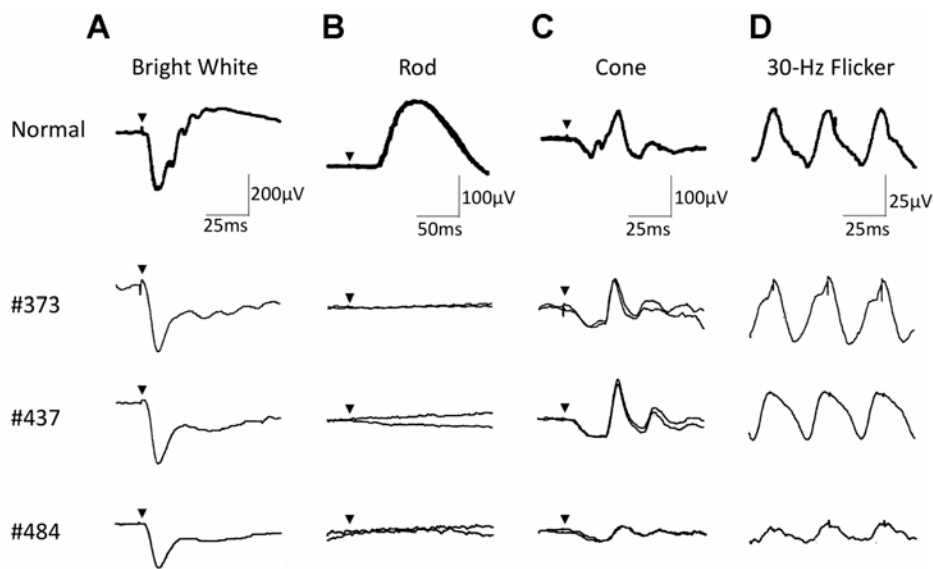 A B C D
Bright White Rod Cone 30-Hz Flicker
Normal
200µV
25ms
100µV
50ms
100µV
25ms
25µV
25ms
#373
#437
#484